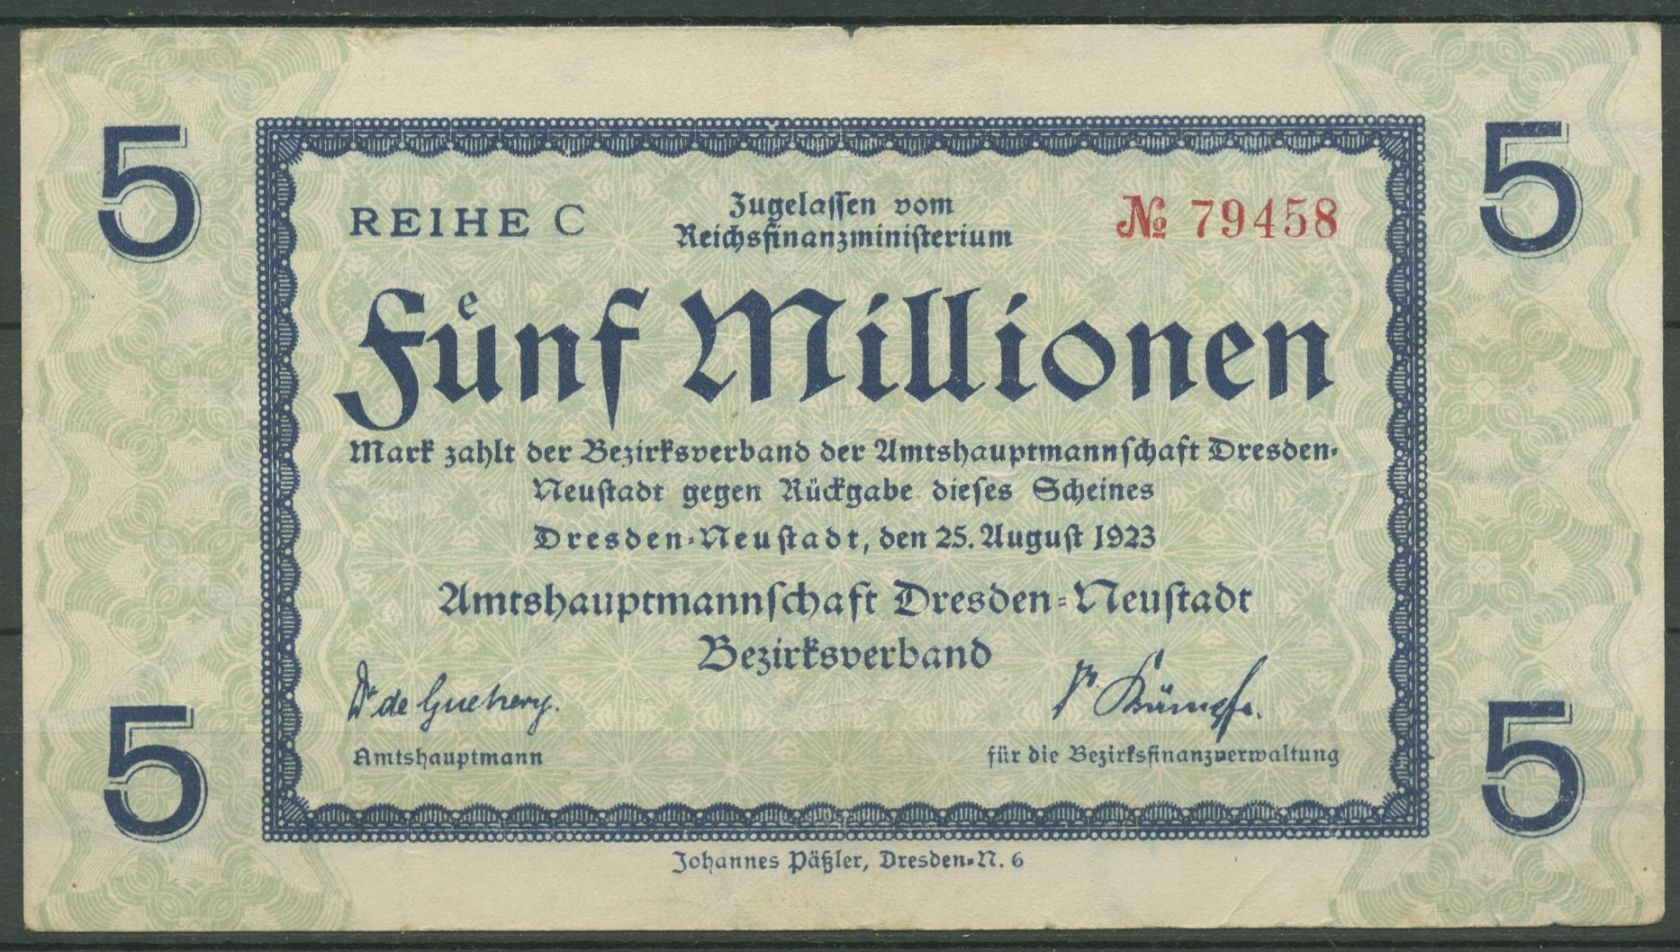 5
5
REIHE C
Zugelassen vom
Reichsfinanzministerium
№ 79458
Fünf Millionen
Mark zahlt der Bezirksverband der Amtshauptmannschaft Dresden-
Neustadt gegen Rückgabe dieses Scheines
Dresden-Neustadt, den 25. August 1923
Amtshauptmannschaft Dresden-Neustadt
Bezirksverband
Amtshauptmann
für die Bezirksfinanzverwaltung
5
5
Johannes Päßler, Dresden-N. 6